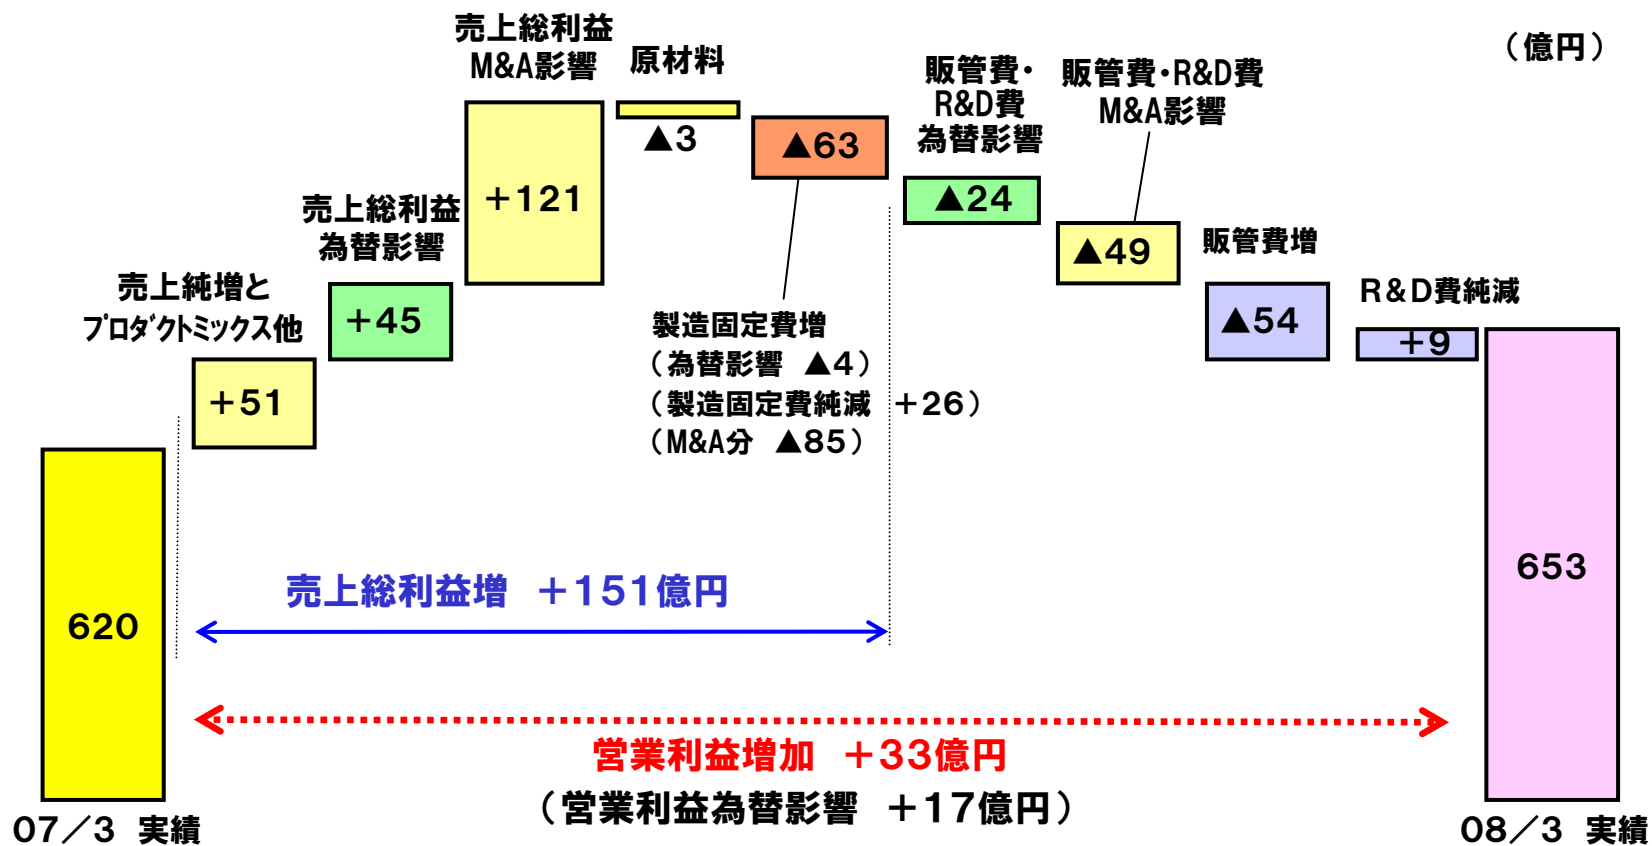 （億円）
売上総利益
M&A影響
原材料
販管費・
R&D費
為替影響
販管費・R&D費
M&A影響
▲3
▲63
+121
▲24
売上総利益
為替影響
▲49
販管費増
売上純増と
プロダクトミックス他
+45
製造固定費増
（為替影響　▲4）
（製造固定費純減　+26）
（M&A分　▲85）
▲54
R＆D費純減
+9
+51
売上総利益増　+151億円
620
653
営業利益増加　+33億円
（営業利益為替影響　+17億円）
07／3　実績
08／3　実績